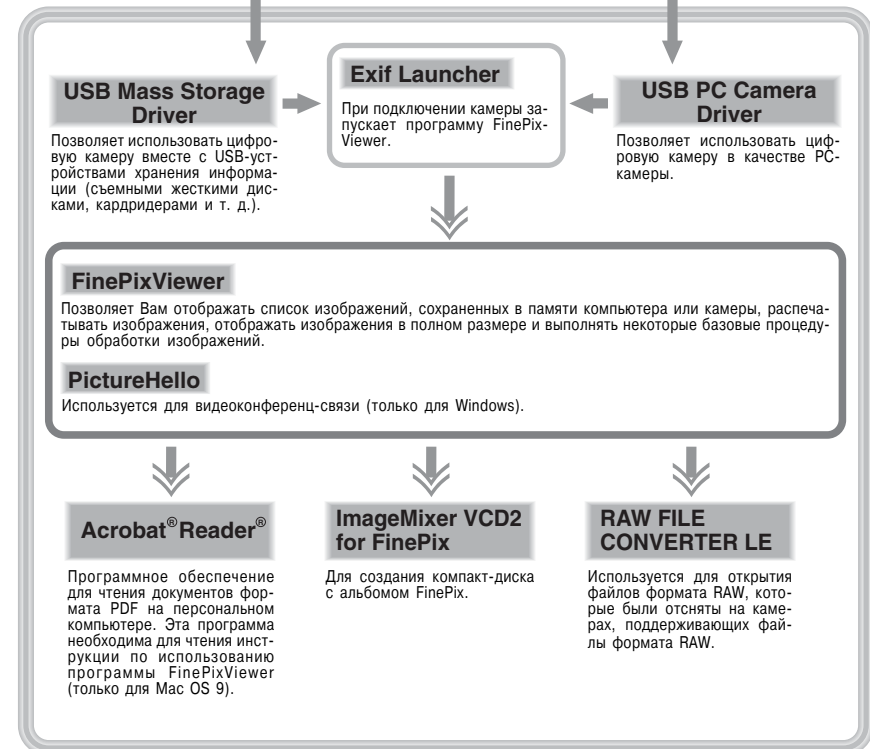 USB Mass Storage
Driver
Позволяет использовать цифро-
вую камеру вместе с USB-уст-
ройствами хранения информа-
ции (съемными жесткими дис-
ками, кардридерами и т. д.).
Exif Launcher
При подключении камеры за-
пускает программу FinePix-
Viewer.
USB PC Camera
Driver
Позволяет использовать циф-
ровую камеру в качестве PC-
камеры.
FinePixViewer
Позволяет Вам отображать список изображений, сохраненных в памяти компьютера или камеры, распеча-
тывать изображения, отображать изображения в полном размере и выполнять некоторые базовые процеду-
ры обработки изображений.
PictureHello
Используется для видеоконференц-связи (только для Windows).
Acrobat® Reader®
Программное обеспечение
для чтения документов фор-
мата PDF на персональном
компьютере. Эта программа
необходима для чтения инст-
рукции по использованию
программы FinePixViewer
(только для Mac OS 9).
ImageMixer VCD2
for FinePix
Для создания компакт-диска
с альбомом FinePix.
RAW FILE
CONVERTER LE
Используется для открытия
файлов формата RAW, кото-
рые были отсняты на каме-
рах, поддерживающих фай-
лы формата RAW.